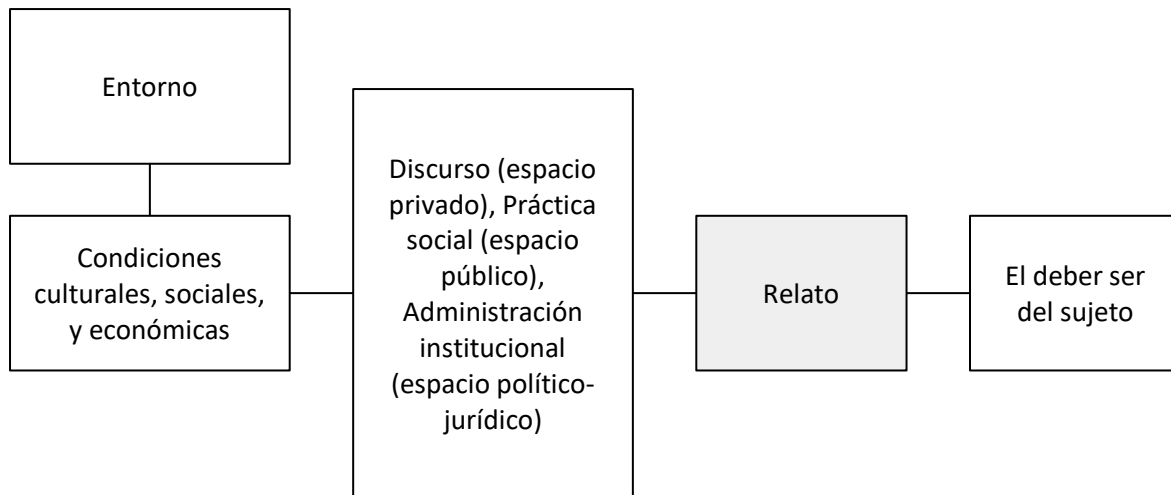 Entorno
Condiciones
culturales, sociales,
y económicas
Discurso (espacio
privado), Práctica
social (espacio
público),
Administración
institucional
(espacio político-
jurídico)
Relato
El deber ser
del sujeto